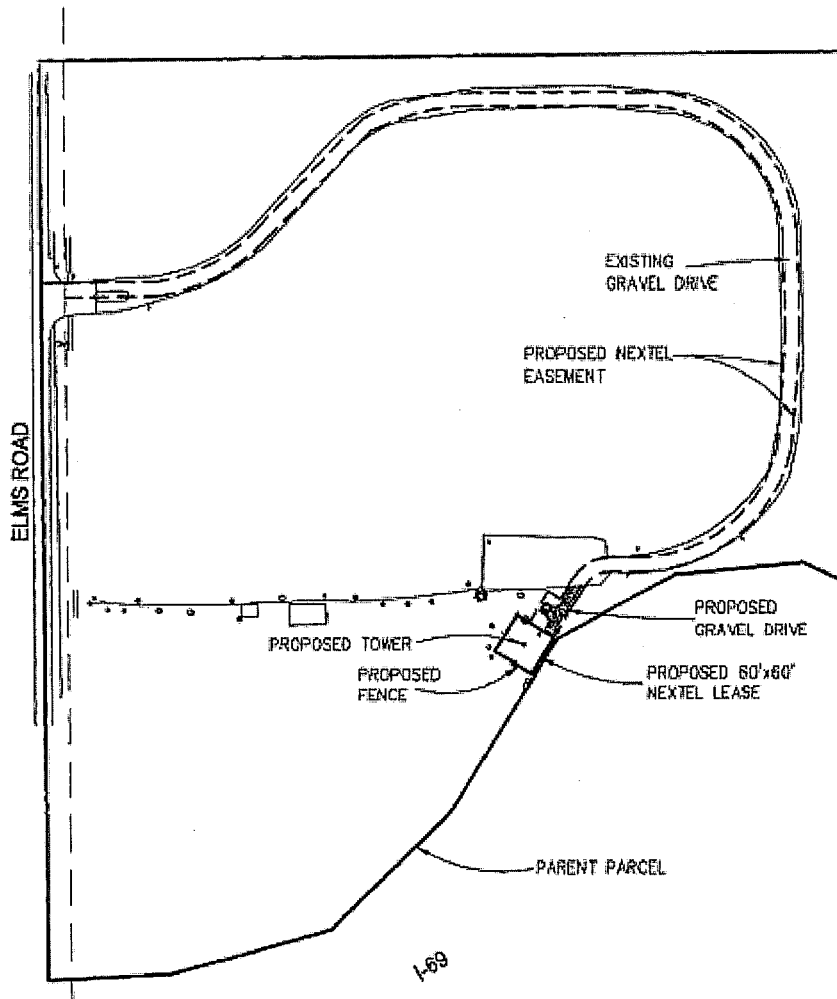 EXISTING
GRAVEL DRIVE
PROPOSED NEXTEL
EASEMENT
ELMS ROAD
PROPOSED
GRAVEL DRIVE
PROPOSED TOWER
PROPOSED
FENCE
PROPOSED 60'x60'
NEXTEL LEASE
PARENT PARCEL
I-69